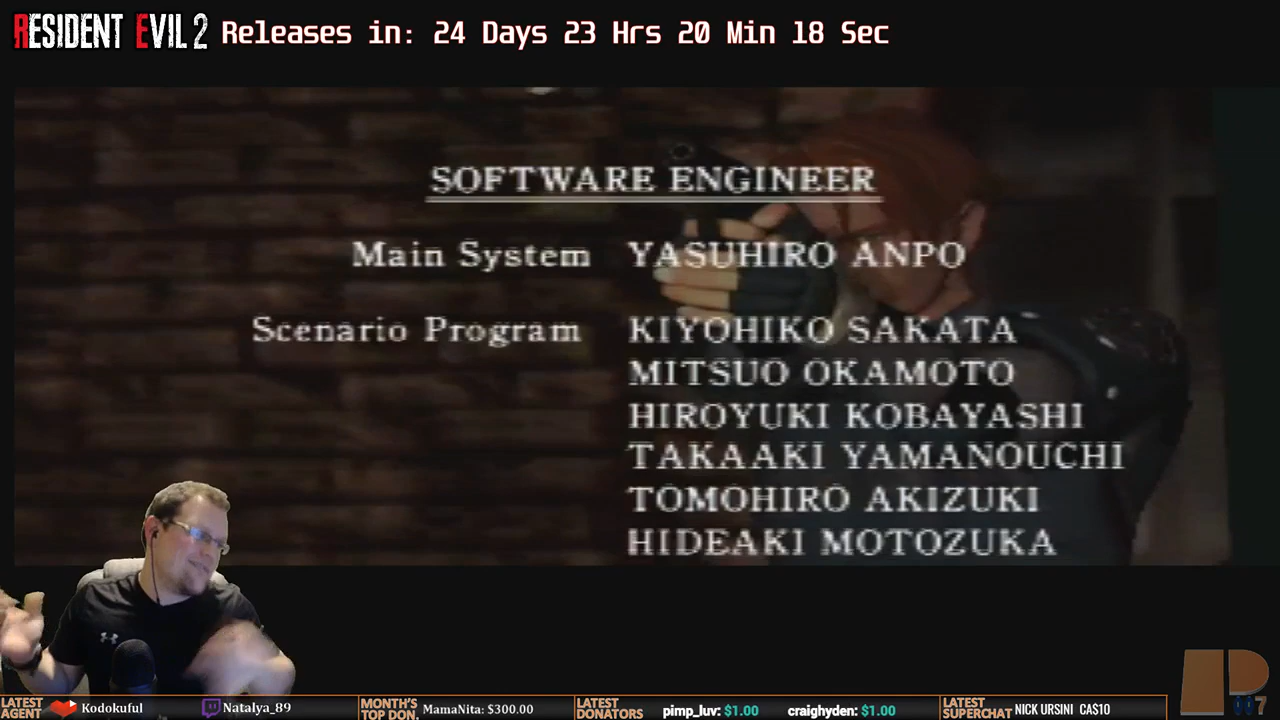 RESIDENT EVIL 2 Releases in: 24 Days 23 Hrs 20 Min 18 Sec
SOFTWARE ENGINEER
Main System YASUHIRO ANPO
Scenario Program KIYOHIKO SAKATA
MITSUO OKAMOTO
HIROYUKI KOBAYASHI
TAKAAKI YAMANOUCHI
TOMOHIRO AKIZUKI
HIDEAKI MOTOZUKA
LATEST AGENT Kodokuful Natalya_89 MONTH'S TOP DON. MamaNita: $300.00 LATEST DONATORS pimp_luv: $1.00 craighyden: $1.00 LATEST SUPERCHAT NICK URSINI CA$10